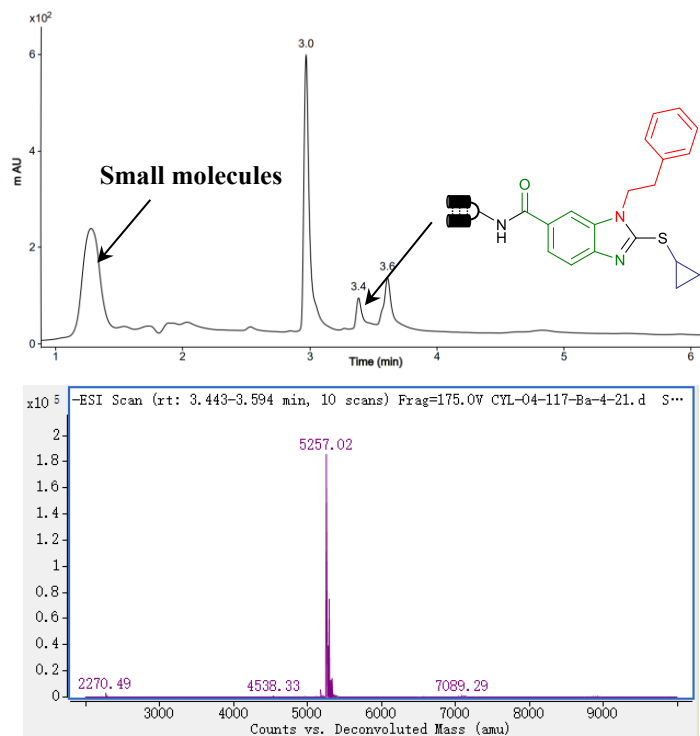 x10²
3.0
6
Small molecules
O
N
H
N
S
N
4
m AU
2
3.4
3.6
0
1
2
3
4
5
6
Time (min)
x10 5
-ESI Scan (rt: 3.443-3.594 min, 10 scans) Frag=175.0V CYL-04-117-Ba-4-21.d S⋯
2
5257.02
1.8
1.6
1.4
1.2
1
0.8
0.6
0.4
0.2
2270.49
4538.33
7089.29
0
3000
4000
5000
6000
7000
8000
9000
Counts vs. Deconvoluted Mass (amu)